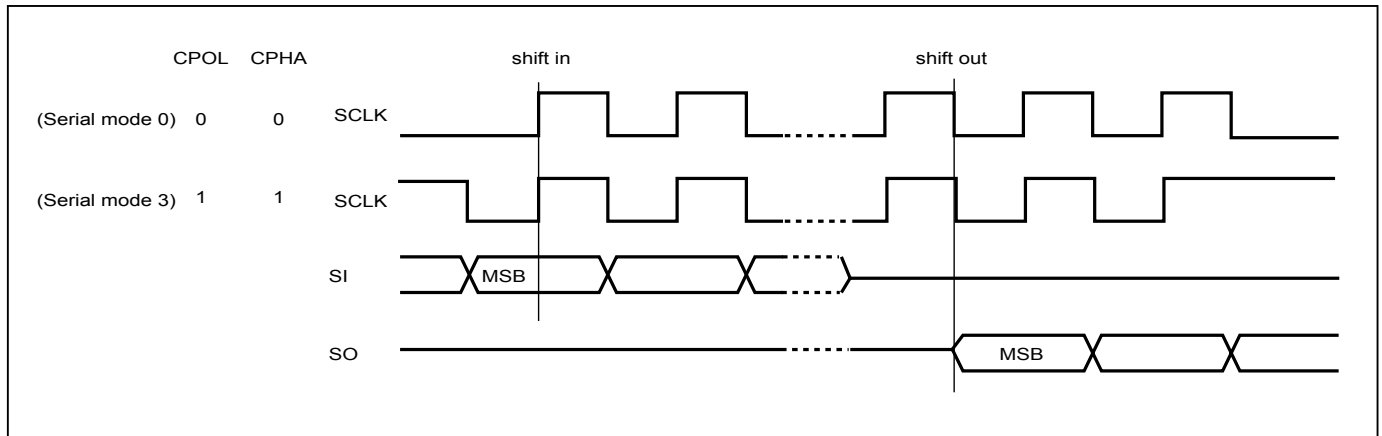 CPOL CPHA shift in shift out
(Serial mode 0) 0 0 SCLK
(Serial mode 3) 1 1 SCLK
SI MSB
SO MSB